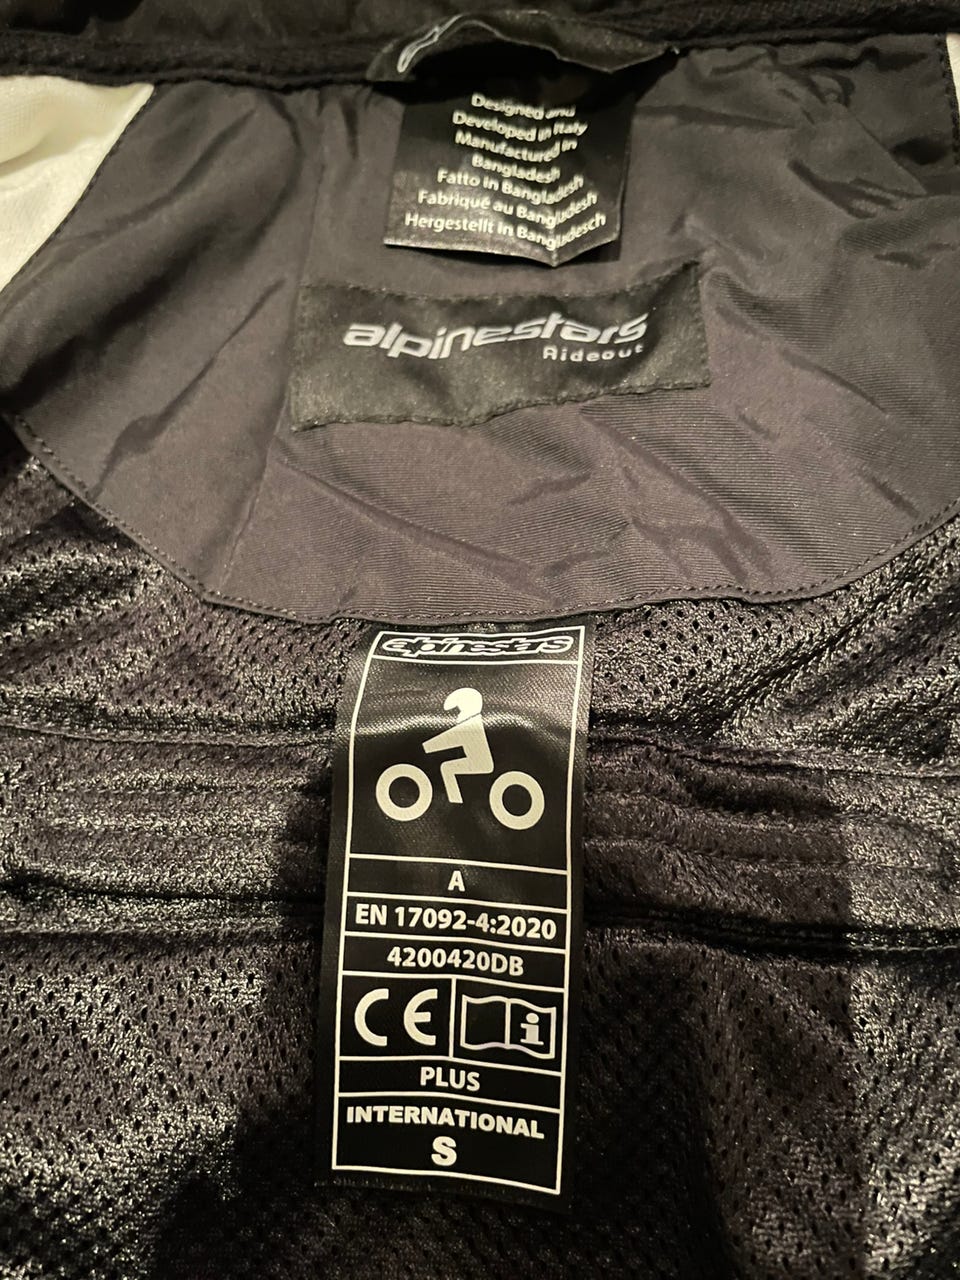 Designed and
Developed in Italy
Manufactured in
Bangladesh
Fatto in Bangladesh
Fabriqué au Bangladesh
Hergestellt in Bangladesch
alpinestars
Rideout
alpinestars
A
EN 17092-4:2020
4200420DB
CE i
PLUS
INTERNATIONAL
S